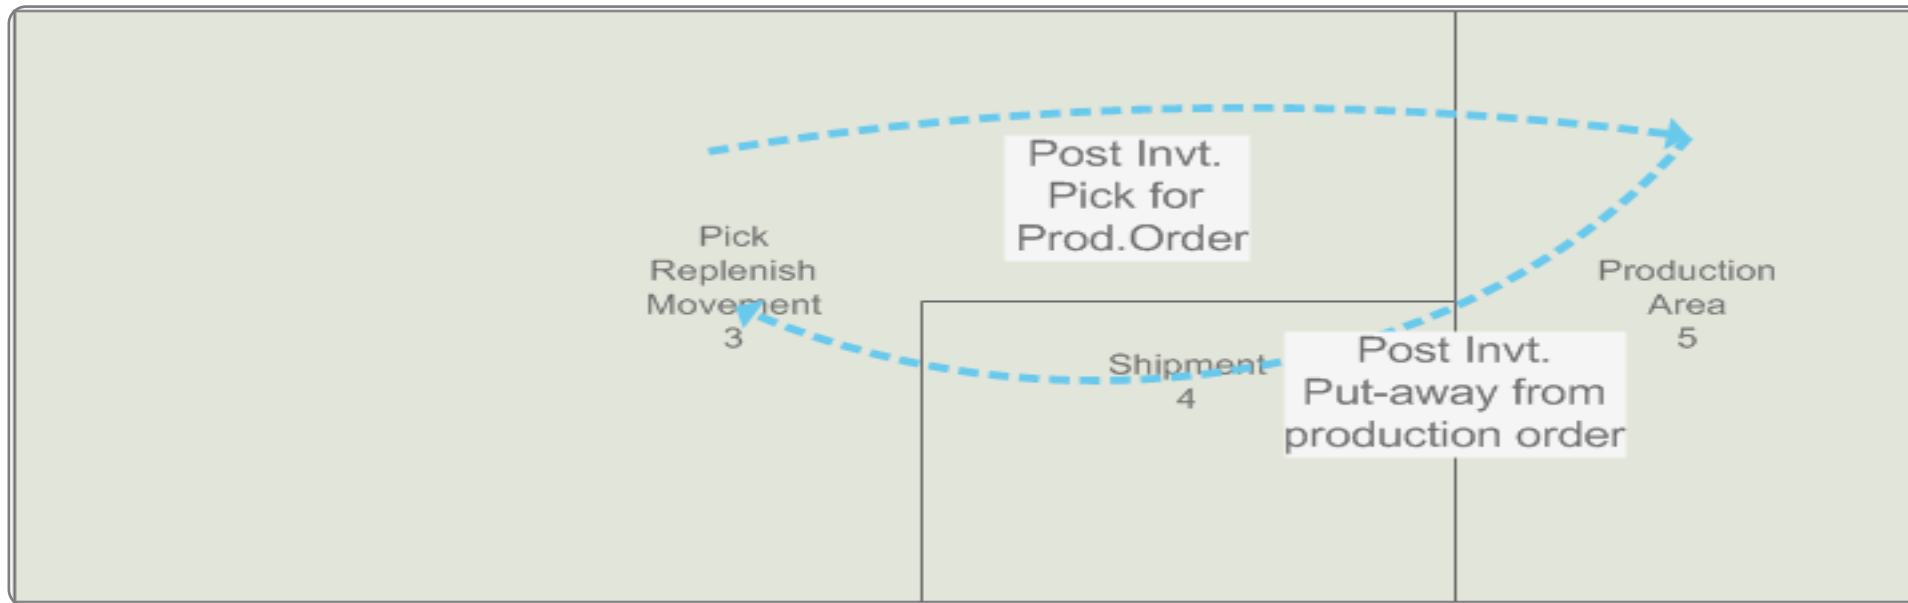 Post Invt.
Pick for
Prod.Order
Pick
Replenish
Movement
3
Production
Area
5
Shipment
4
Post Invt.
Put-away from
production order